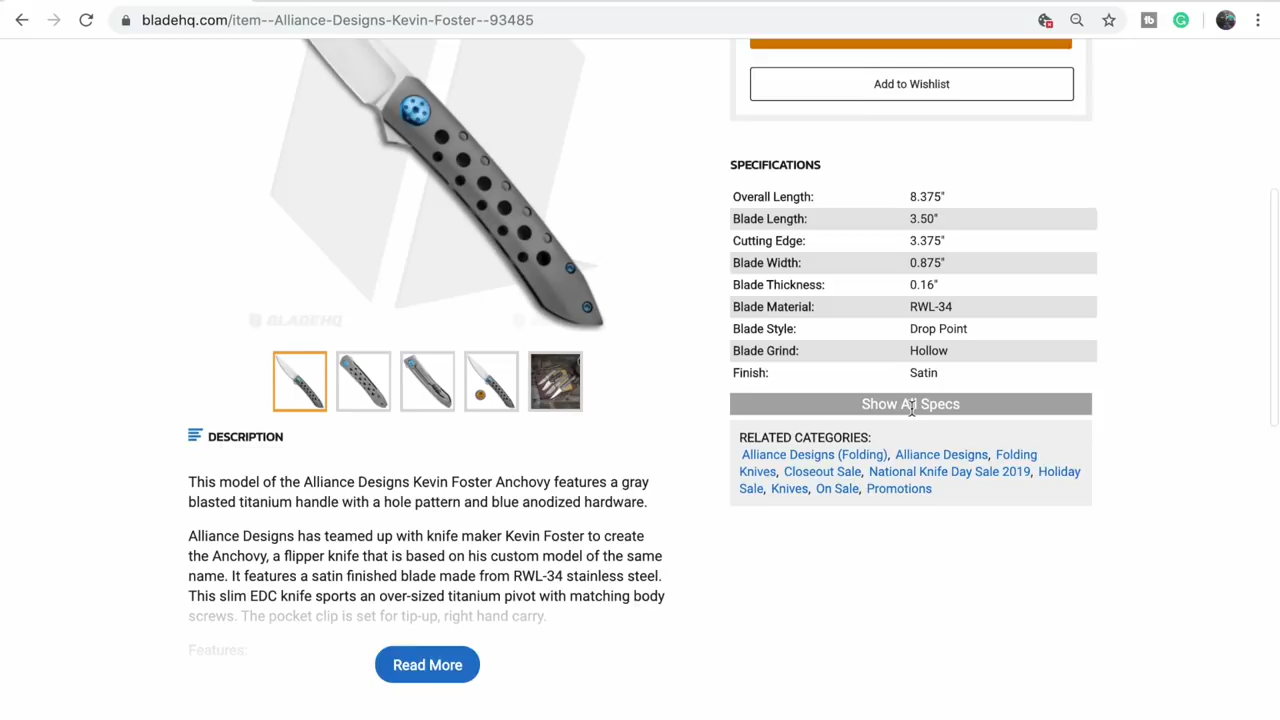 bladehq.com/item--Alliance-Designs-Kevin-Foster--93485
tb
G
BLADEHQ
Add to Wishlist
SPECIFICATIONS
Overall Length: 8.375"
Blade Length: 3.50"
Cutting Edge: 3.375"
Blade Width: 0.875"
Blade Thickness: 0.16"
Blade Material: RWL-34
Blade Style: Drop Point
Blade Grind: Hollow
Finish: Satin
Show All Specs
RELATED CATEGORIES:
Alliance Designs (Folding), Alliance Designs, Folding
Knives, Closeout Sale, National Knife Day Sale 2019, Holiday
Sale, Knives, On Sale, Promotions
DESCRIPTION
This model of the Alliance Designs Kevin Foster Anchovy features a gray
blasted titanium handle with a hole pattern and blue anodized hardware.
Alliance Designs has teamed up with knife maker Kevin Foster to create
the Anchovy, a flipper knife that is based on his custom model of the same
name. It features a satin finished blade made from RWL-34 stainless steel.
This slim EDC knife sports an over-sized titanium pivot with matching body
screws. The pocket clip is set for tip-up, right hand carry.
Features:
Read More